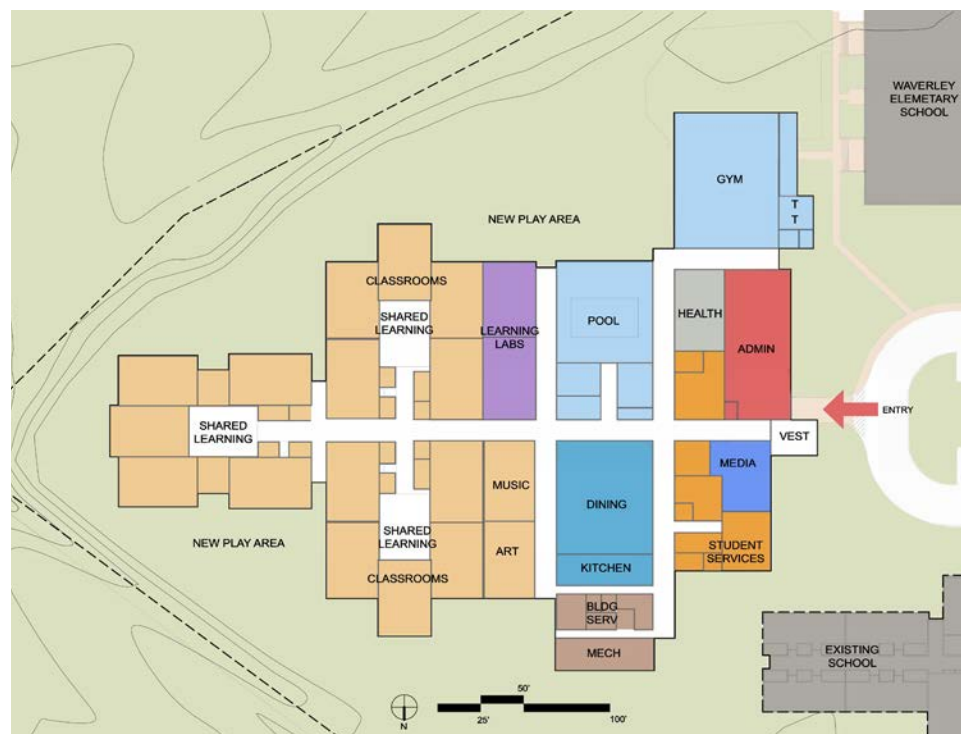 WAVERLEY
ELEMETARY
SCHOOL
GYM
T
T
NEW PLAY AREA
CLASSROOMS
SHARED
LEARNING
LEARNING
LABS
POOL
HEALTH
ADMIN
ENTRY
SHARED
LEARNING
VEST
MUSIC
MEDIA
DINING
NEW PLAY AREA
SHARED
LEARNING
ART
STUDENT
SERVICES
KITCHEN
CLASSROOMS
BLDG
SERV
MECH
EXISTING
SCHOOL
50'
25'
100'
N